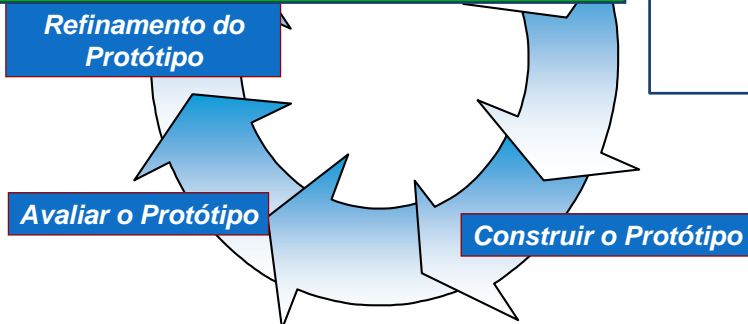 Refinamento do
Protótipo
Avaliar o Protótipo
Construir o Protótipo